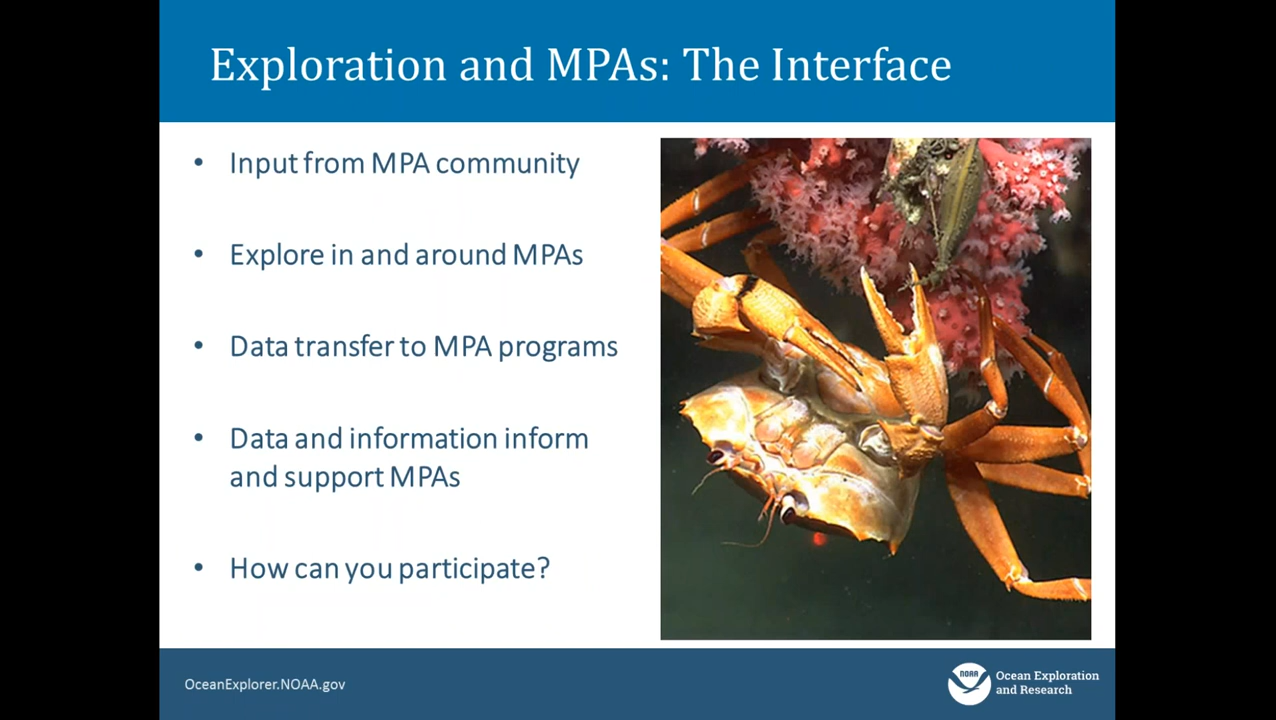 Exploration and MPAs: The Interface
• Input from MPA community
• Explore in and around MPAs
• Data transfer to MPA programs
• Data and information inform
and support MPAs
• How can you participate?
OceanExplorer.NOAA.gov
NOAA
Ocean Exploration
and Research